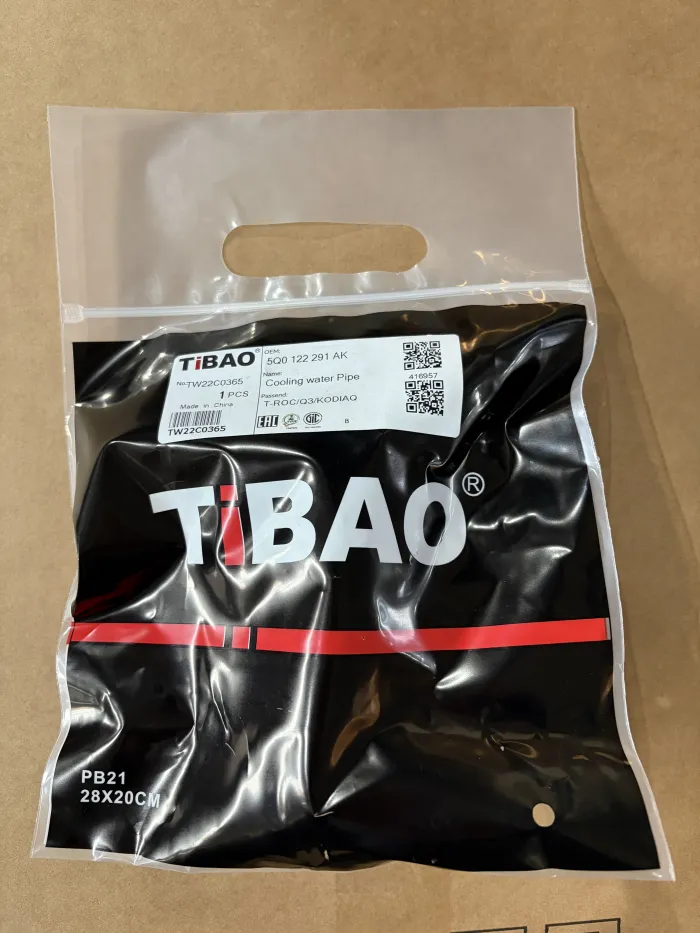 TiBAO®
No:TW22C0365
1 PCS
Made in China
TW22C0365
OEM:
5Q0 122 291 AK
Name:
Cooling water Pipe
Passend:
T-ROC/Q3/KODIAQ
EAC
B
416957
TiBAO®
PB21
28X20CM